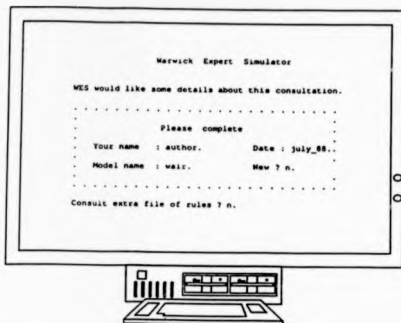 Warwick Expert Simulator
WES would like some details about this consultation.
Please complete
Your name : author. Date : july_88..
Model name : wair. New ? n.
Consult extra file of rules ? n.